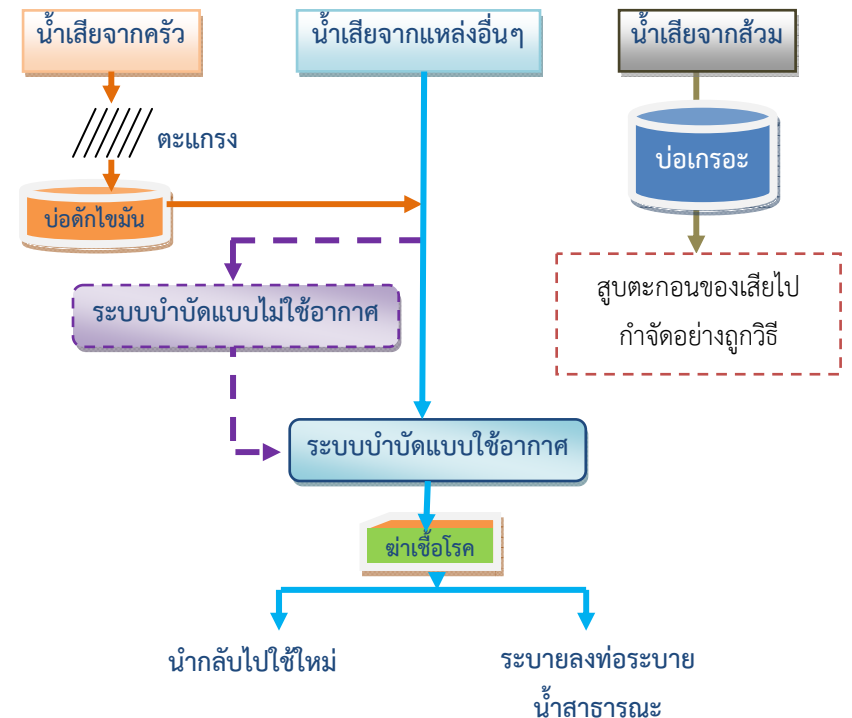 น้ำเสียจากครัว
น้ำเสียจากแหล่งอื่นๆ
น้ำเสียจากส้วม
ตะแกรง
บ่อเกรอะ
บ่อดักไขมัน
สูบตะกอนของเสียไป
กำจัดอย่างถูกวิธี
ระบบบำบัดแบบไม่ใช้อากาศ
ระบบบำบัดแบบใช้อากาศ
ฆ่าเชื้อโรค
นำกลับไปใช้ใหม่
ระบายลงท่อระบาย
น้ำสาธารณะ